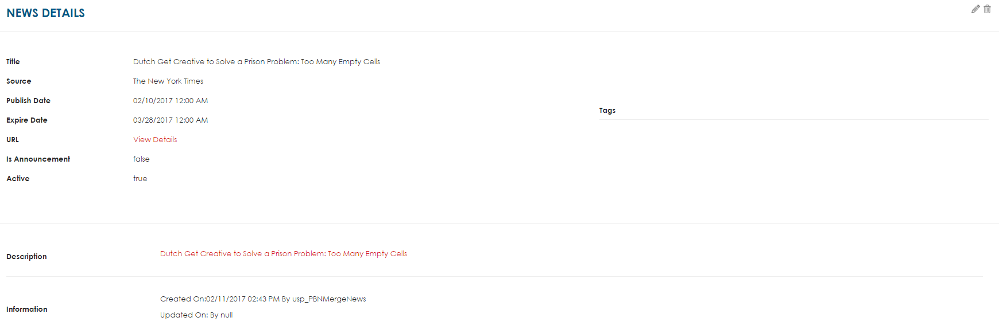 NEWS DETAILS
Title Dutch Get Creative to Solve a Prison Problem: Too Many Empty Cells
Source The New York Times
Publish Date 02/10/2017 12:00 AM
Expire Date 03/28/2017 12:00 AM
URL View Details
Is Announcement false
Active true
Tags
Description Dutch Get Creative to Solve a Prison Problem: Too Many Empty Cells
Information
Created On:02/11/2017 02:43 PM By usp_PBNMergeNews
Updated On: By null